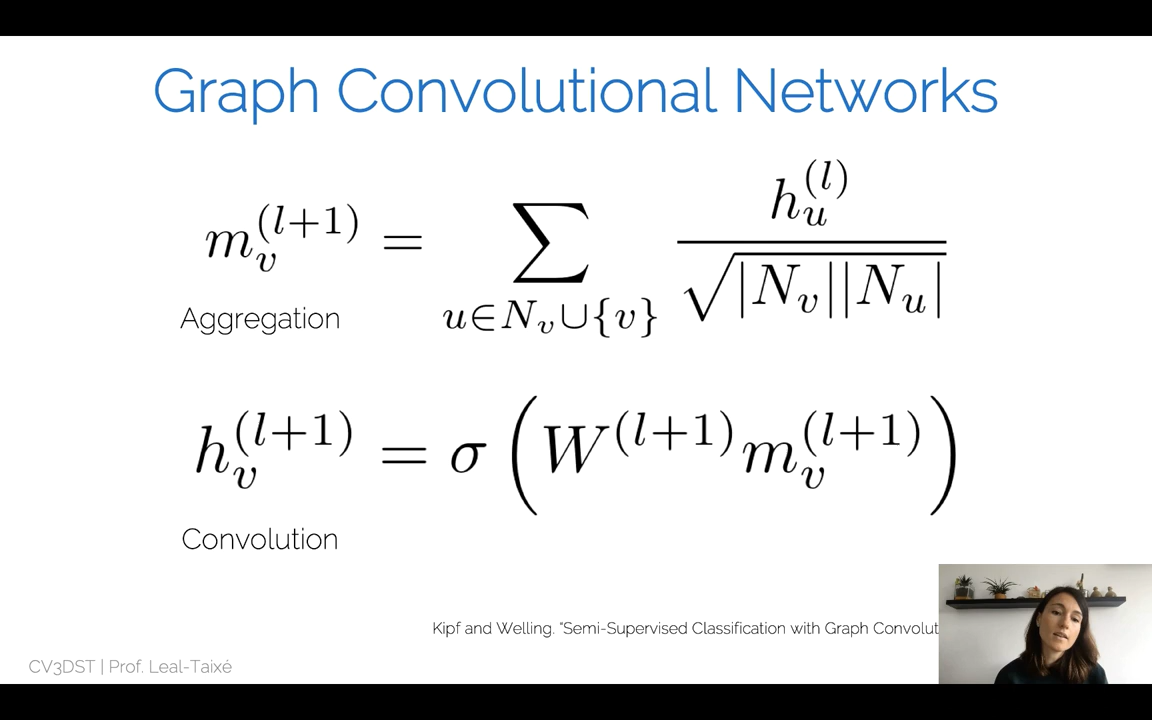 Graph Convolutional Networks
m_v^{(l+1)} = \sum_{u \in N_v \cup \{v\}} \frac{h_u^{(l)}}{\sqrt{|N_v||N_u|}}
Aggregation
h_v^{(l+1)} = \sigma \left( W^{(l+1)} m_v^{(l+1)} \right)
Convolution
Kipf and Welling. "Semi-Supervised Classification with Graph Convolut
CV3DST | Prof. Leal-Taixé